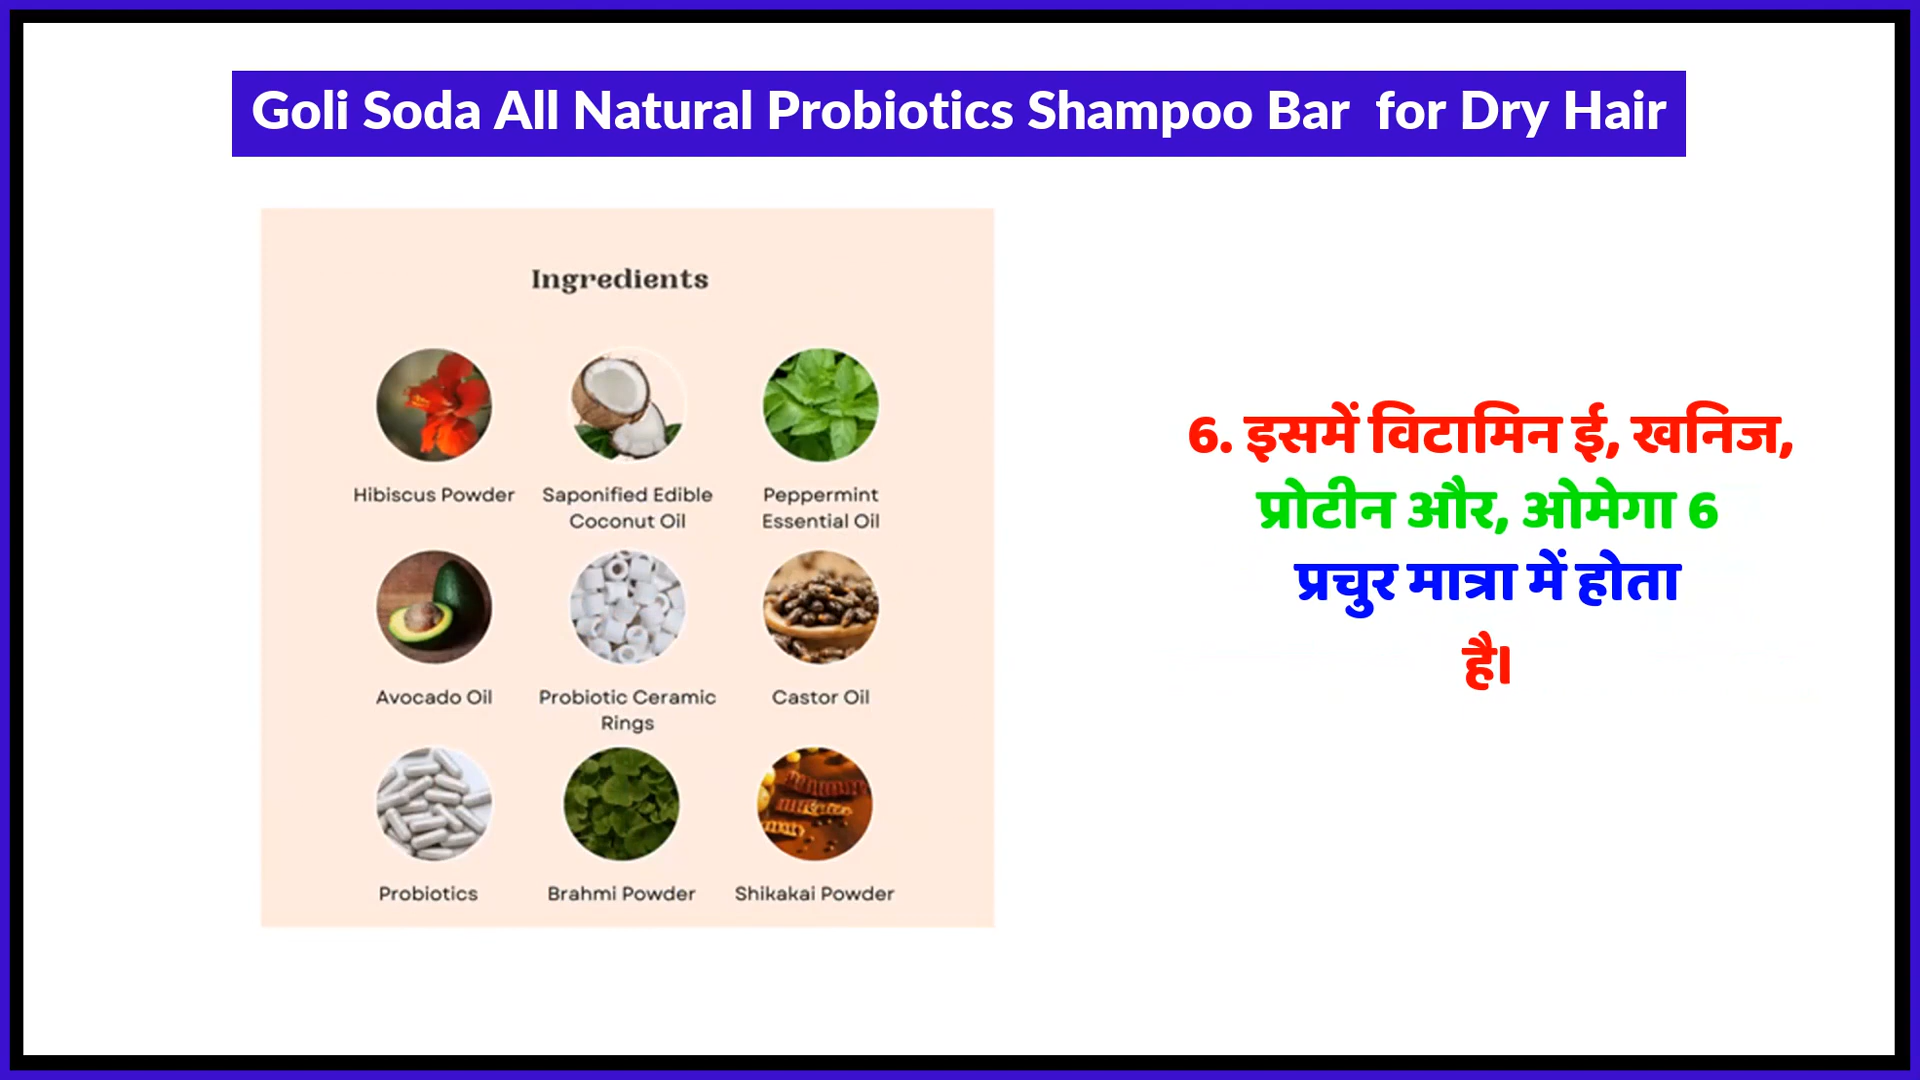 Goli Soda All Natural Probiotics Shampoo Bar for Dry Hair
Ingredients
Hibiscus Powder
Saponified Edible
Coconut Oil
Peppermint
Essential Oil
Avocado Oil
Probiotic Ceramic
Rings
Castor Oil
Probiotics
Brahmi Powder
Shikakai Powder
6. इसमें विटामिन ई, खनिज,
प्रोटीन और, ओमेगा 6
प्रचुर मात्रा में होता
है।